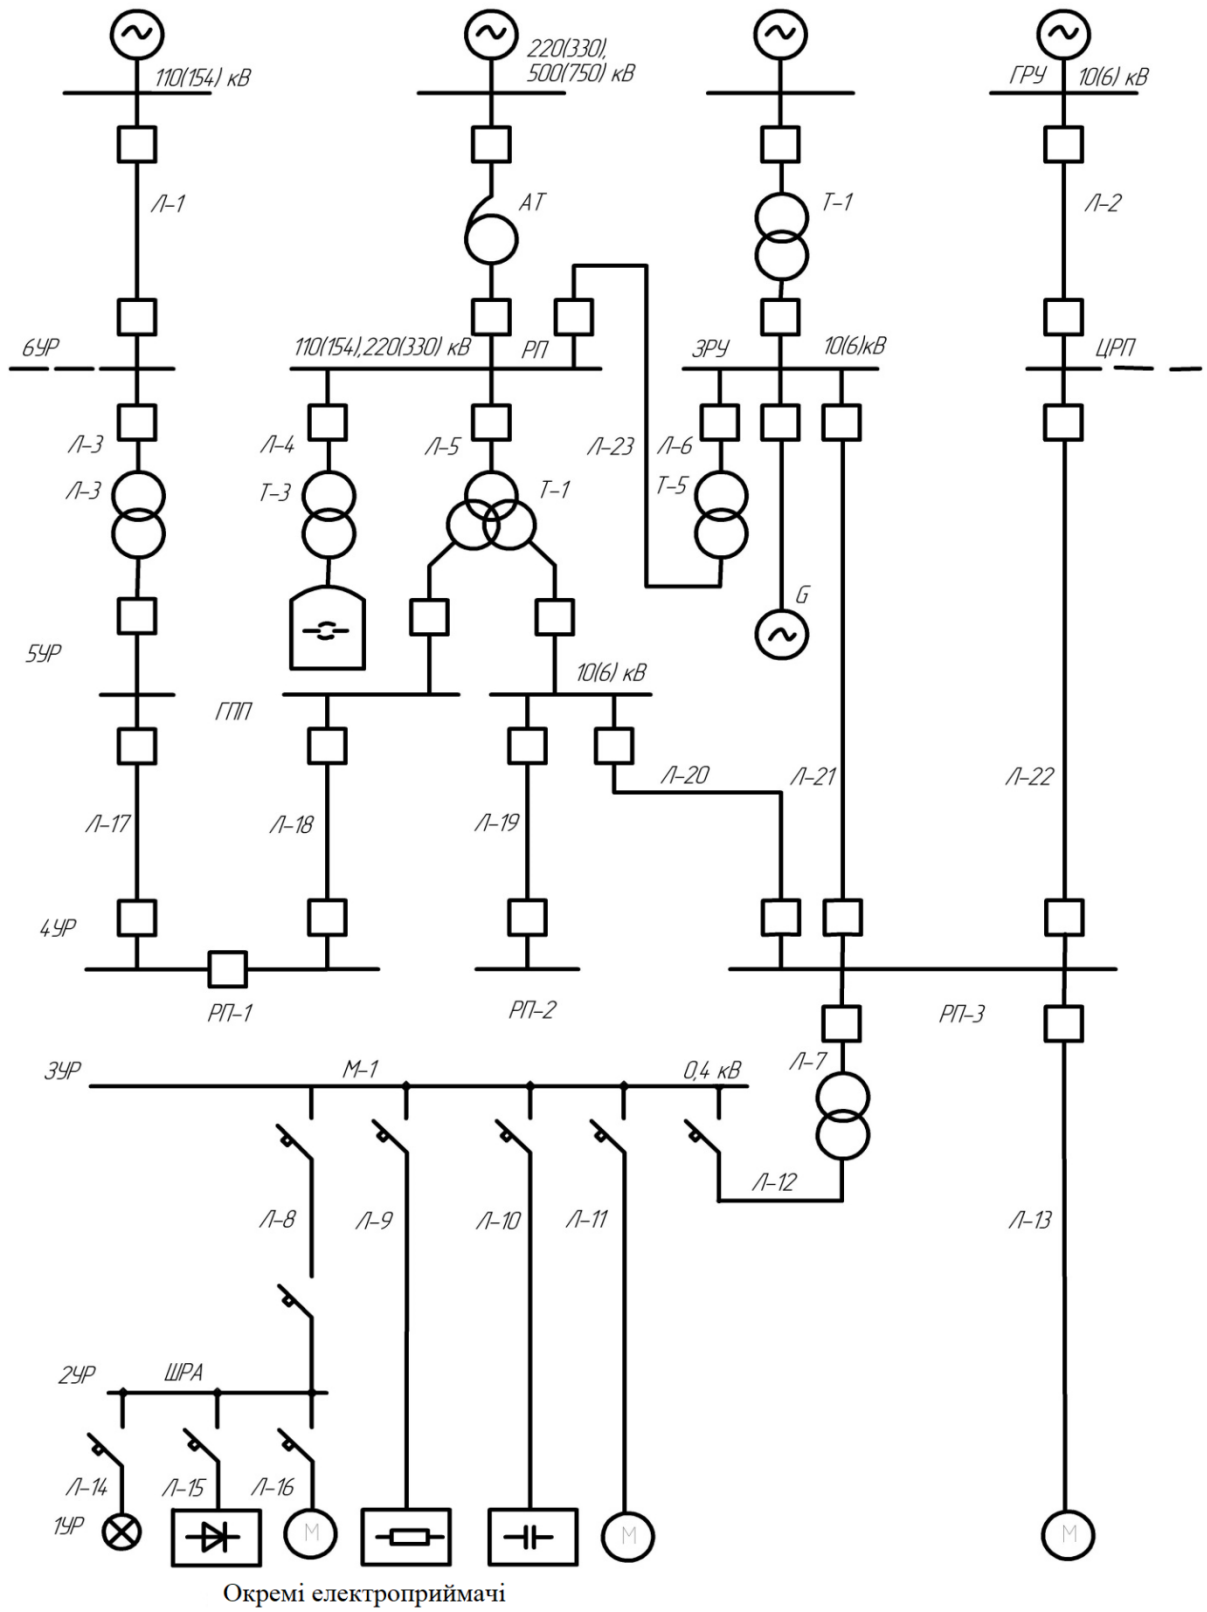 110(154) кВ
220(330),
500(750) кВ
ГРУ
10(6) кВ
Л-1
АТ
Т-1
Л-2
6УР
110(154),220(330) кВ
РП
ЗРУ
10(6)кВ
ЦРП
Л-3
Л-4
Л-5
Л-23
Л-6
Л-3
Т-3
Т-1
Т-5
G
5УР
10(6) кВ
ГПП
Л-20
Л-21
Л-22
Л-17
Л-18
Л-19
4УР
РП-1
РП-2
РП-3
3УР
М-1
0,4 кВ
Л-7
Л-12
Л-8
Л-9
Л-10
Л-11
Л-13
2УР
ШРА
Л-14
Л-15
Л-16
1УР
М
М
М
Окремі електроприймачі